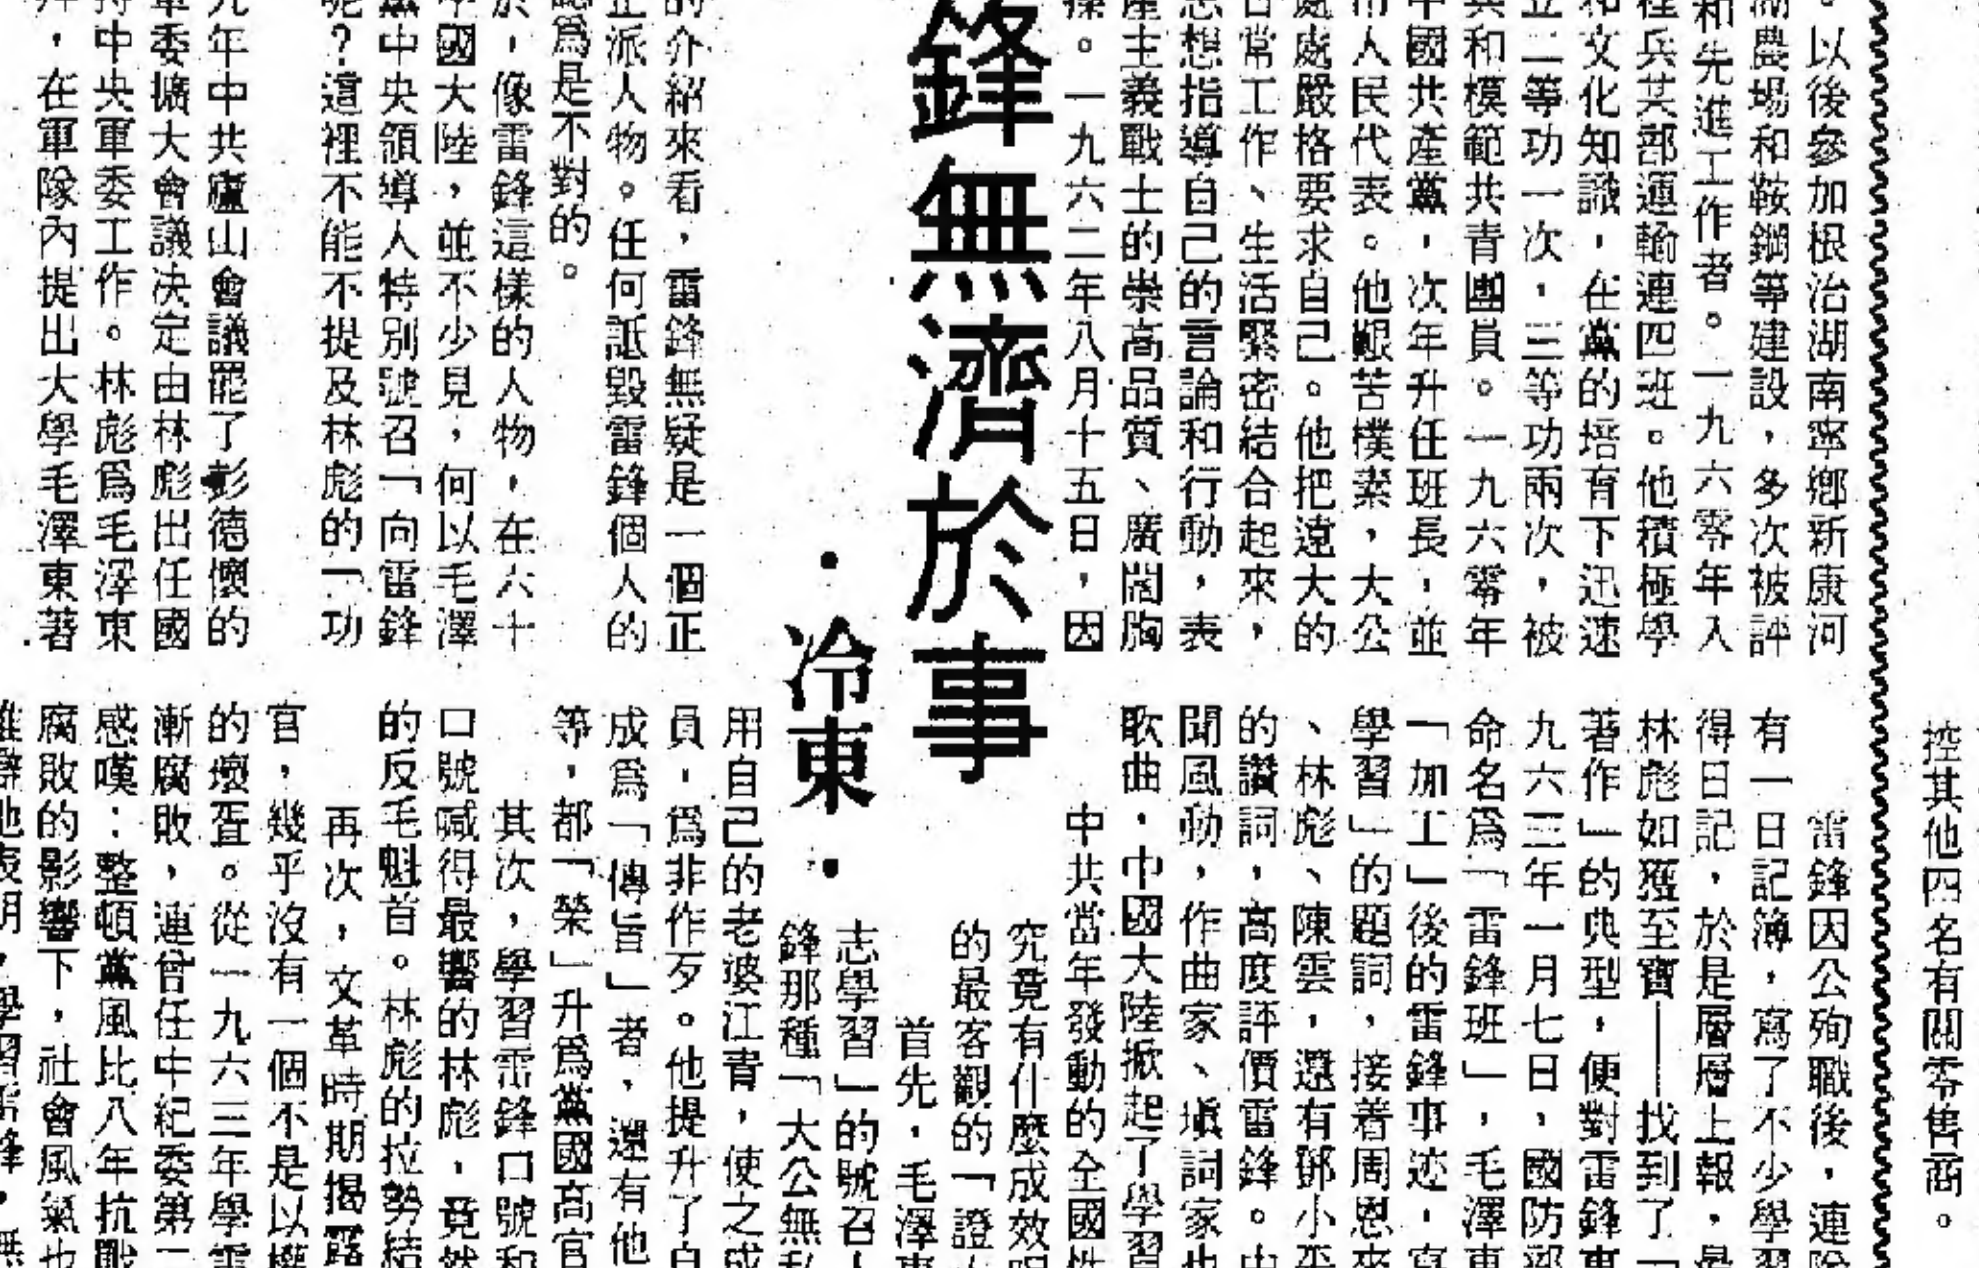 控其他四名有關零售商。
。以後參加根治湖南寧鄉新康河
湖農場和鞍鋼等建設，多次被評
和先進工作者。一九六零年入
程兵某部運輸連四班。他積極學
和文化知識，在黨的培有下迅速
立二等功一次，三等功兩次，被
和模範共青團員。一九六零年
中國共產黨，次年升任班長，並
市人民代表。他艱苦樸素，大公
處處嚴格要求自己。他把遠大的
日常工作、生活緊密結合起來，
思想指導自己的言論和行動，表
產主義戰士的崇高品質、廣闊胸
操。一九六二年八月十五日，因
鋒無濟於事
·冷東·
的介紹來看，雷鋒無疑是一個正
正派人物。任何詆毀雷鋒個人的
認爲是不對的。
於，像雷鋒這樣的人物，在六十
中國大陸，並不少見，何以毛澤
黨中央領導人特別號召「向雷鋒
呢？這裡不能不提及林彪的「功
九年中共廬山會議罷了彭德懷的
軍委擴大會議決定由林彪出任國
持中央軍委工作。林彪爲毛澤東
，在軍隊內提出大學毛澤東著
雷鋒因公殉職後，連隊
有一日記簿，寫了不少學習
得日記，於是層層上報，最
林彪如獲至寶——找到了「
著作」的典型，便對雷鋒事
九六三年一月七日，國防部
命名爲「雷鋒班」，毛澤東
「加工」後的雷鋒事迹，寫
學習」的題詞，接着周恩來
、林彪、陳雲，還有鄧小平
的讚詞，高度評價雷鋒。中
聞風動，作曲家、塡詞家也
歌曲，中國大陸掀起了學習
中共當年發動的全國性
究竟有什麼成效呢
的最客觀的「證
首先，毛澤東
志學習」的號召人
鋒那種「大公無私
用自己的老婆江青，使之成
員，爲非作歹。他提升了自
成爲「傳旨」者，還有他
等，都「榮」升爲黨國高官
其次，學習雷鋒口號和
口號喊得最響的林彪，竟然
的反毛魁首。林彪的拉勢結
再次，文革時期揭露
官，幾乎沒有一個不是以權
的壞蛋。從一九六三年學雷
漸腐敗，連曾任中紀委第二
感嘆：整頓黨風比八年抗戰
腐敗的影響下，社會風氣也
他表明，學習雷鋒，無